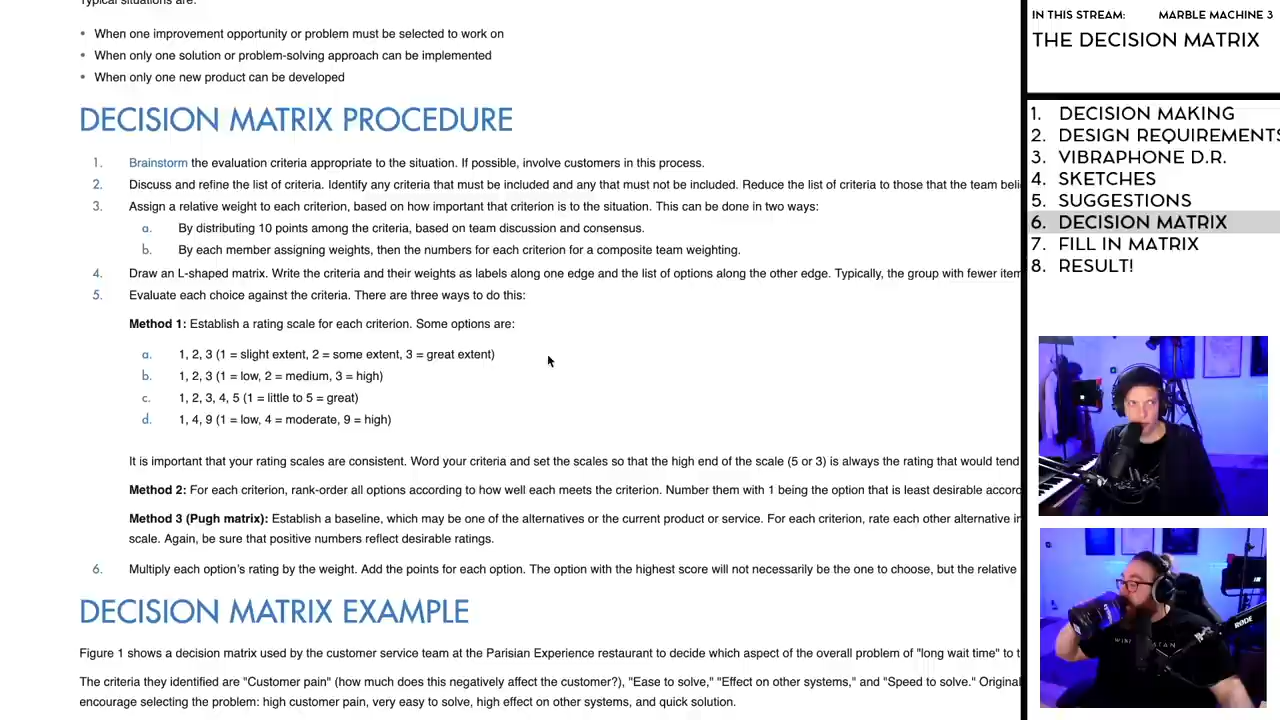 Typical situations are:
• When one improvement opportunity or problem must be selected to work on
• When only one solution or problem-solving approach can be implemented
• When only one new product can be developed
DECISION MATRIX PROCEDURE
1. Brainstorm the evaluation criteria appropriate to the situation. If possible, involve customers in this process.
2. Discuss and refine the list of criteria. Identify any criteria that must be included and any that must not be included. Reduce the list of criteria to those that the team beli
3. Assign a relative weight to each criterion, based on how important that criterion is to the situation. This can be done in two ways:
a. By distributing 10 points among the criteria, based on team discussion and consensus.
b. By each member assigning weights, then the numbers for each criterion for a composite team weighting.
4. Draw an L-shaped matrix. Write the criteria and their weights as labels along one edge and the list of options along the other edge. Typically, the group with fewer item
5. Evaluate each choice against the criteria. There are three ways to do this:
Method 1: Establish a rating scale for each criterion. Some options are:
a. 1, 2, 3 (1 = slight extent, 2 = some extent, 3 = great extent)
b. 1, 2, 3 (1 = low, 2 = medium, 3 = high)
c. 1, 2, 3, 4, 5 (1 = little to 5 = great)
d. 1, 4, 9 (1 = low, 4 = moderate, 9 = high)
It is important that your rating scales are consistent. Word your criteria and set the scales so that the high end of the scale (5 or 3) is always the rating that would tend
Method 2: For each criterion, rank-order all options according to how well each meets the criterion. Number them with 1 being the option that is least desirable accord
Method 3 (Pugh matrix): Establish a baseline, which may be one of the alternatives or the current product or service. For each criterion, rate each other alternative in
scale. Again, be sure that positive numbers reflect desirable ratings.
6. Multiply each option's rating by the weight. Add the points for each option. The option with the highest score will not necessarily be the one to choose, but the relative
DECISION MATRIX EXAMPLE
Figure 1 shows a decision matrix used by the customer service team at the Parisian Experience restaurant to decide which aspect of the overall problem of "long wait time" to t
The criteria they identified are "Customer pain" (how much does this negatively affect the customer?), "Ease to solve," "Effect on other systems," and "Speed to solve." Original
encourage selecting the problem: high customer pain, very easy to solve, high effect on other systems, and quick solution.
IN THIS STREAM: MARBLE MACHINE 3
THE DECISION MATRIX
1. DECISION MAKING
2. DESIGN REQUIREMENTS
3. VIBRAPHONE D.R.
4. SKETCHES
5. SUGGESTIONS
6. DECISION MATRIX
7. FILL IN MATRIX
8. RESULT!
RØDE